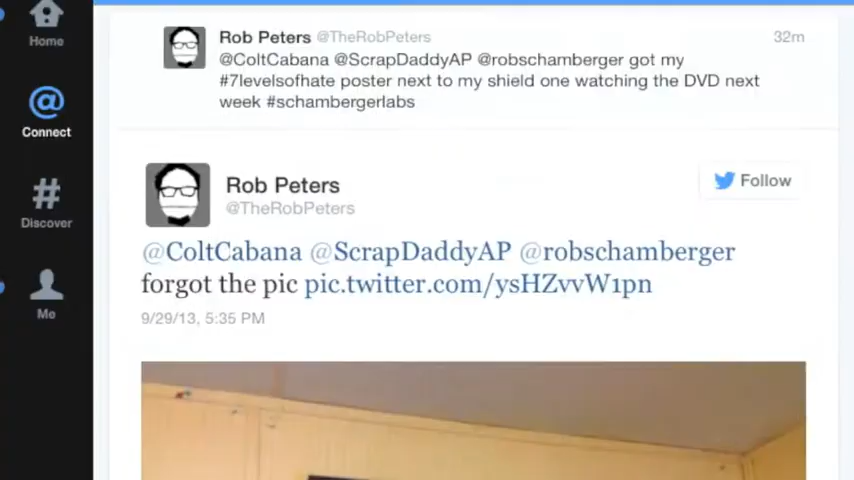 Home
Connect
Discover
Me
Rob Peters @TheRobPeters 32m
@ColtCabana @ScrapDaddyAP @robschamberger got my
#7levelsofhate poster next to my shield one watching the DVD next
week #schambergerlabs
Rob Peters
@TheRobPeters
Follow
@ColtCabana @ScrapDaddyAP @robschamberger
forgot the pic pic.twitter.com/ysHZvvW1pn
9/29/13, 5:35 PM